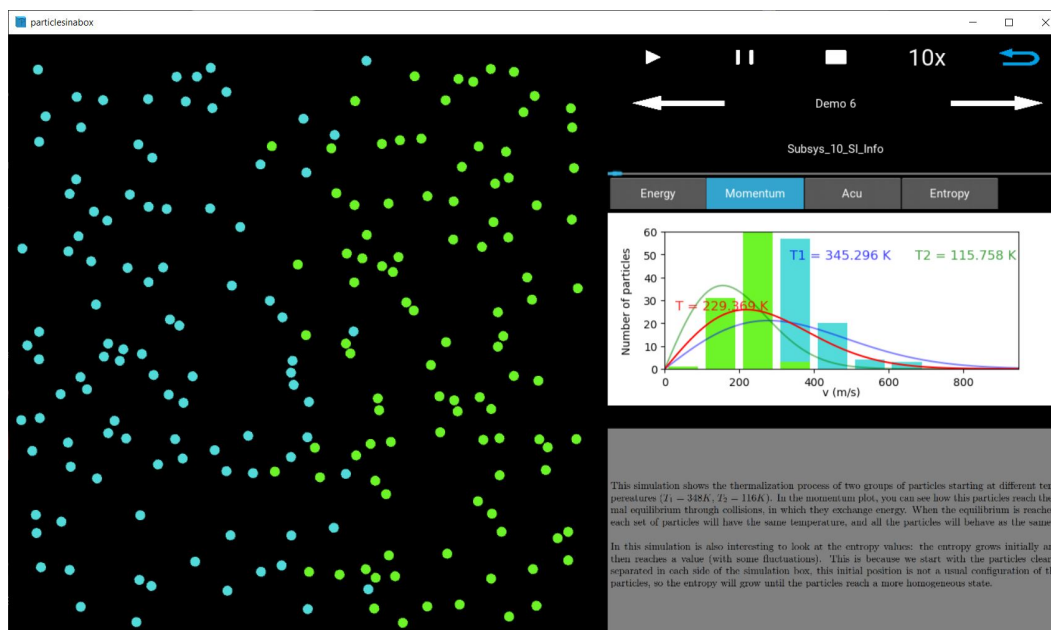 particlesinabox
10x
Demo 6
Subsys_10_SI_Info
Energy Momentum Acu Entropy
60
50
40
30
20
10
0
Number of particles
T1 = 345.296 K T2 = 115.758 K
T = 229.369 K
0 200 400 600 800
v (m/s)
This simulation shows the thermalization process of two groups of particles starting at different tem
pereatures (T₁ = 348K, T₂ = 116K). In the momentum plot, you can see how this particles reach the
mal equilibrium through collisions, in which they exchange energy. When the equilibrium is reache
each set of particles will have the same temperature, and all the particles will behave as the same
In this simulation is also interesting to look at the entropy values: the entropy grows initially an
then reaches a value (with some fluctuations). This is because we start with the particles clear
separated in each side of the simulation box, this initial position is not a usual configuration of th
particles, so the entropy will grow until the particles reach a more homogeneous state.